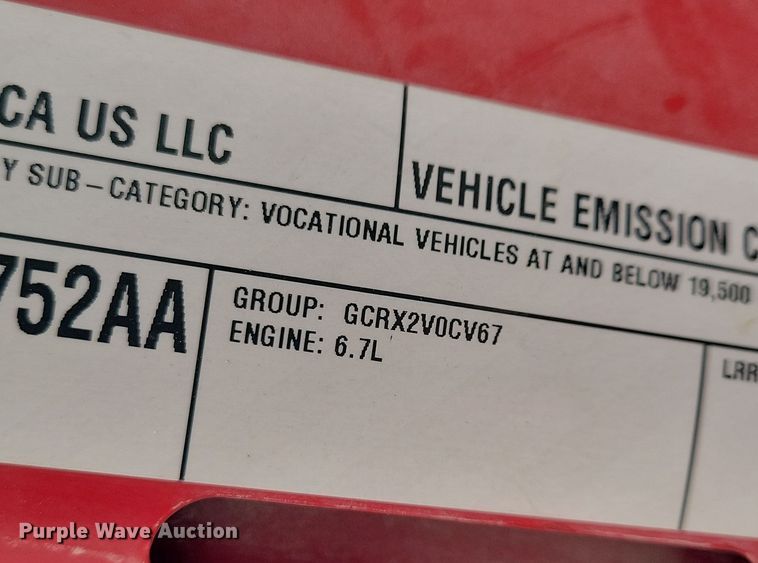 CA US LLC
VEHICLE EMISSION C
Y SUB-CATEGORY: VOCATIONAL VEHICLES AT AND BELOW 19,500
752AA
GROUP: GCRX2V0CV67
ENGINE: 6.7L
LRR
Purple Wave Auction